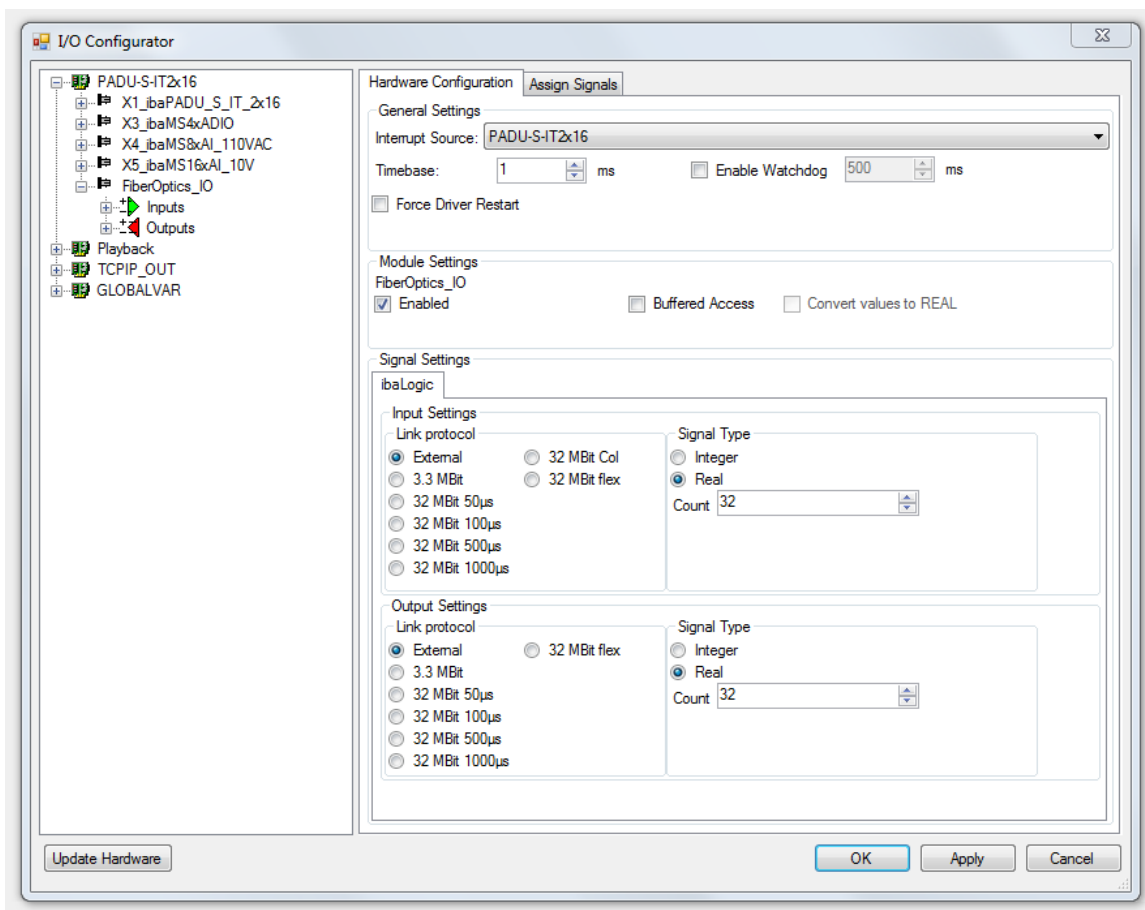 I/O Configurator
PADU-S-IT2x16
X1_ibaPADU_S_IT_2x16
X3_ibaMS4xADIO
X4_ibaMS8xAI_110VAC
X5_ibaMS16xAI_10V
FiberOptics_IO
Inputs
Outputs
Playback
TCPIP_OUT
GLOBALVAR
Hardware Configuration Assign Signals
General Settings
Interrupt Source: PADU-S-IT2x16
Timebase: 1 ms Enable Watchdog 500 ms
Force Driver Restart
Module Settings
FiberOptics_IO
Enabled Buffered Access Convert values to REAL
Signal Settings
ibaLogic
Input Settings
Link protocol Signal Type
External 32 MBit Col Integer
3.3 MBit 32 MBit flex Real
32 MBit 50µs Count 32
32 MBit 100µs
32 MBit 500µs
32 MBit 1000µs
Output Settings
Link protocol Signal Type
External 32 MBit flex Integer
3.3 MBit Real
32 MBit 50µs Count 32
32 MBit 100µs
32 MBit 500µs
32 MBit 1000µs
Update Hardware OK Apply Cancel